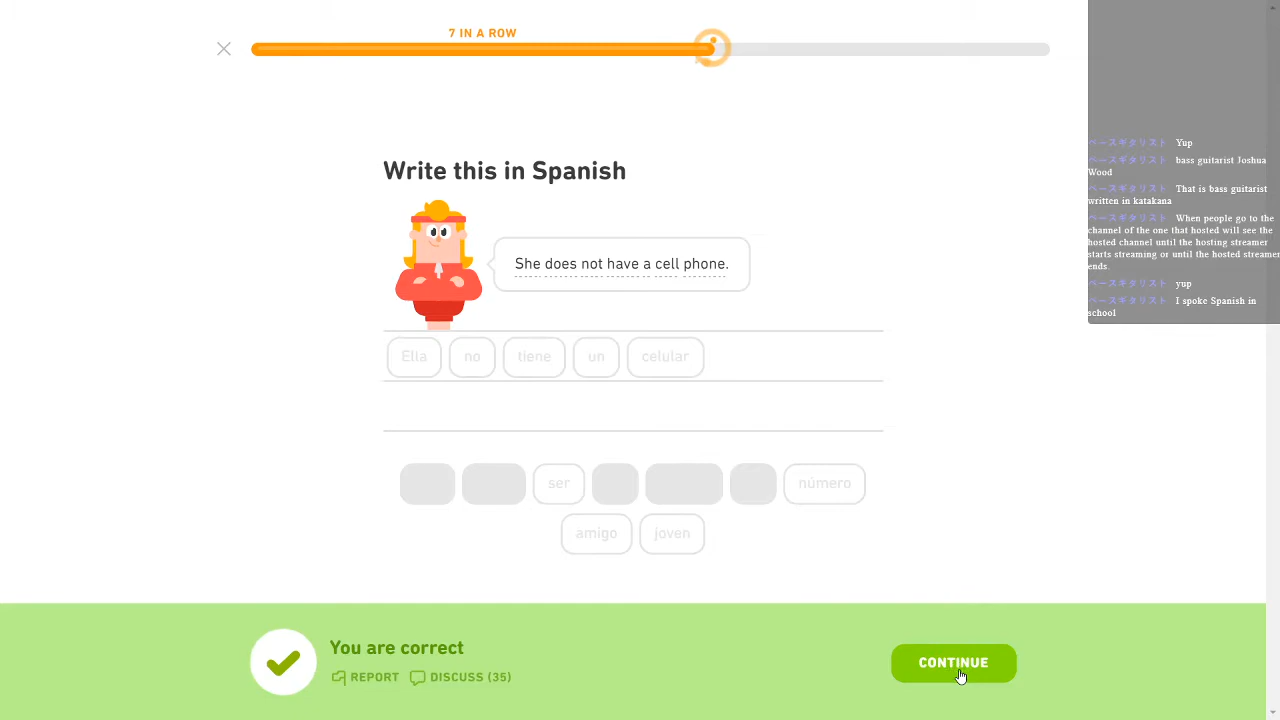 7 IN A ROW
Write this in Spanish
She does not have a cell phone.
Ella no tiene un celular
ser número
amigo joven
You are correct
REPORT DISCUSS (35)
CONTINUE
ベースギタリスト Yup
ベースギタリスト bass guitarist Joshua
Wood
ベースギタリスト That is bass guitarist
written in katakana
ベースギタリスト When people go to the
channel of the one that hosted will see the
hosted channel until the hosting streamer
starts streaming or until the hosted streamer
ends.
ベースギタリスト yup
ベースギタリスト I spoke Spanish in
school